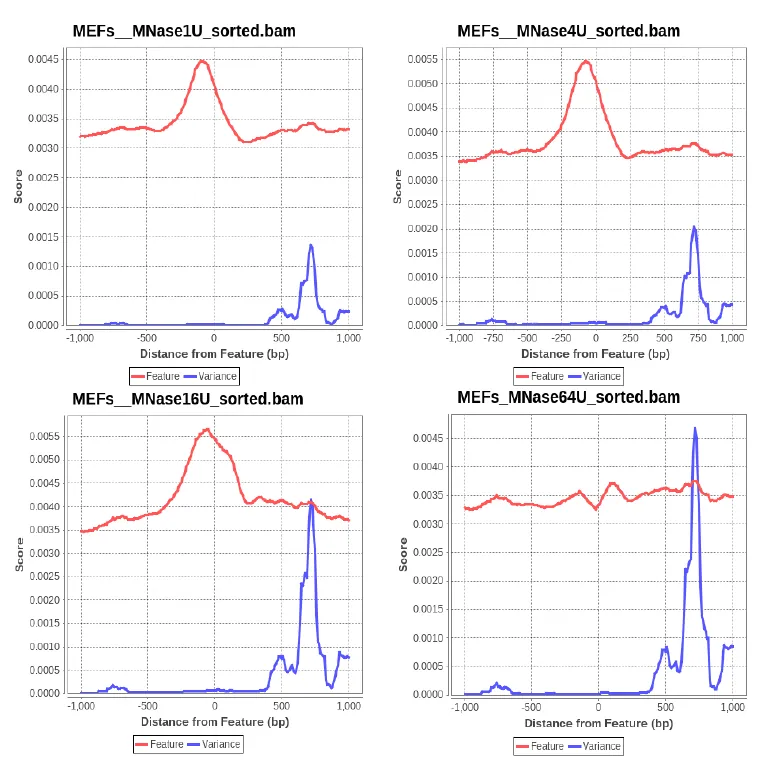 MEFs__MNase1U_sorted.bam
Score
0.0045
0.0040
0.0035
0.0030
0.0025
0.0020
0.0015
0.0010
0.0005
0.0000
-1,000 -500 0 500 1,000
Distance from Feature (bp)
Feature Variance
MEFs__MNase4U_sorted.bam
Score
0.0055
0.0050
0.0045
0.0040
0.0035
0.0030
0.0025
0.0020
0.0015
0.0010
0.0005
0.0000
-1,000 -750 -500 -250 0 250 500 750 1,000
Distance from Feature (bp)
Feature Variance
MEFs__MNase16U_sorted.bam
Score
0.0055
0.0050
0.0045
0.0040
0.0035
0.0030
0.0025
0.0020
0.0015
0.0010
0.0005
0.0000
-1,000 -500 0 500 1,000
Distance from Feature (bp)
Feature Variance
MEFs_MNase64U_sorted.bam
Score
0.0045
0.0040
0.0035
0.0030
0.0025
0.0020
0.0015
0.0010
0.0005
0.0000
-1,000 -500 0 500 1,000
Distance from Feature (bp)
Feature Variance